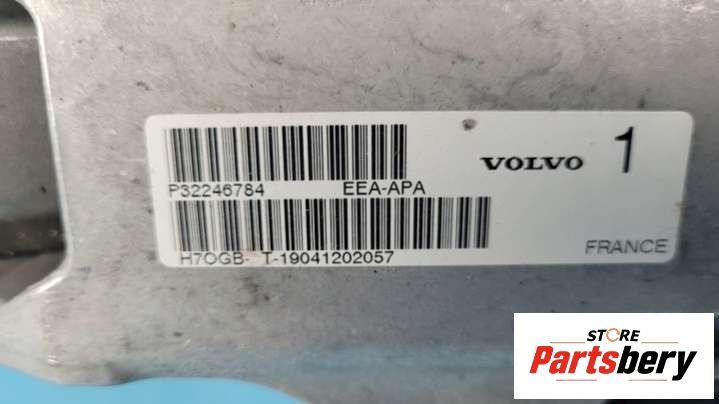 VOLVO 1
P32246784 EEA-APA
H7OGB- T-19041202057
FRANCE
STORE
Partsbery